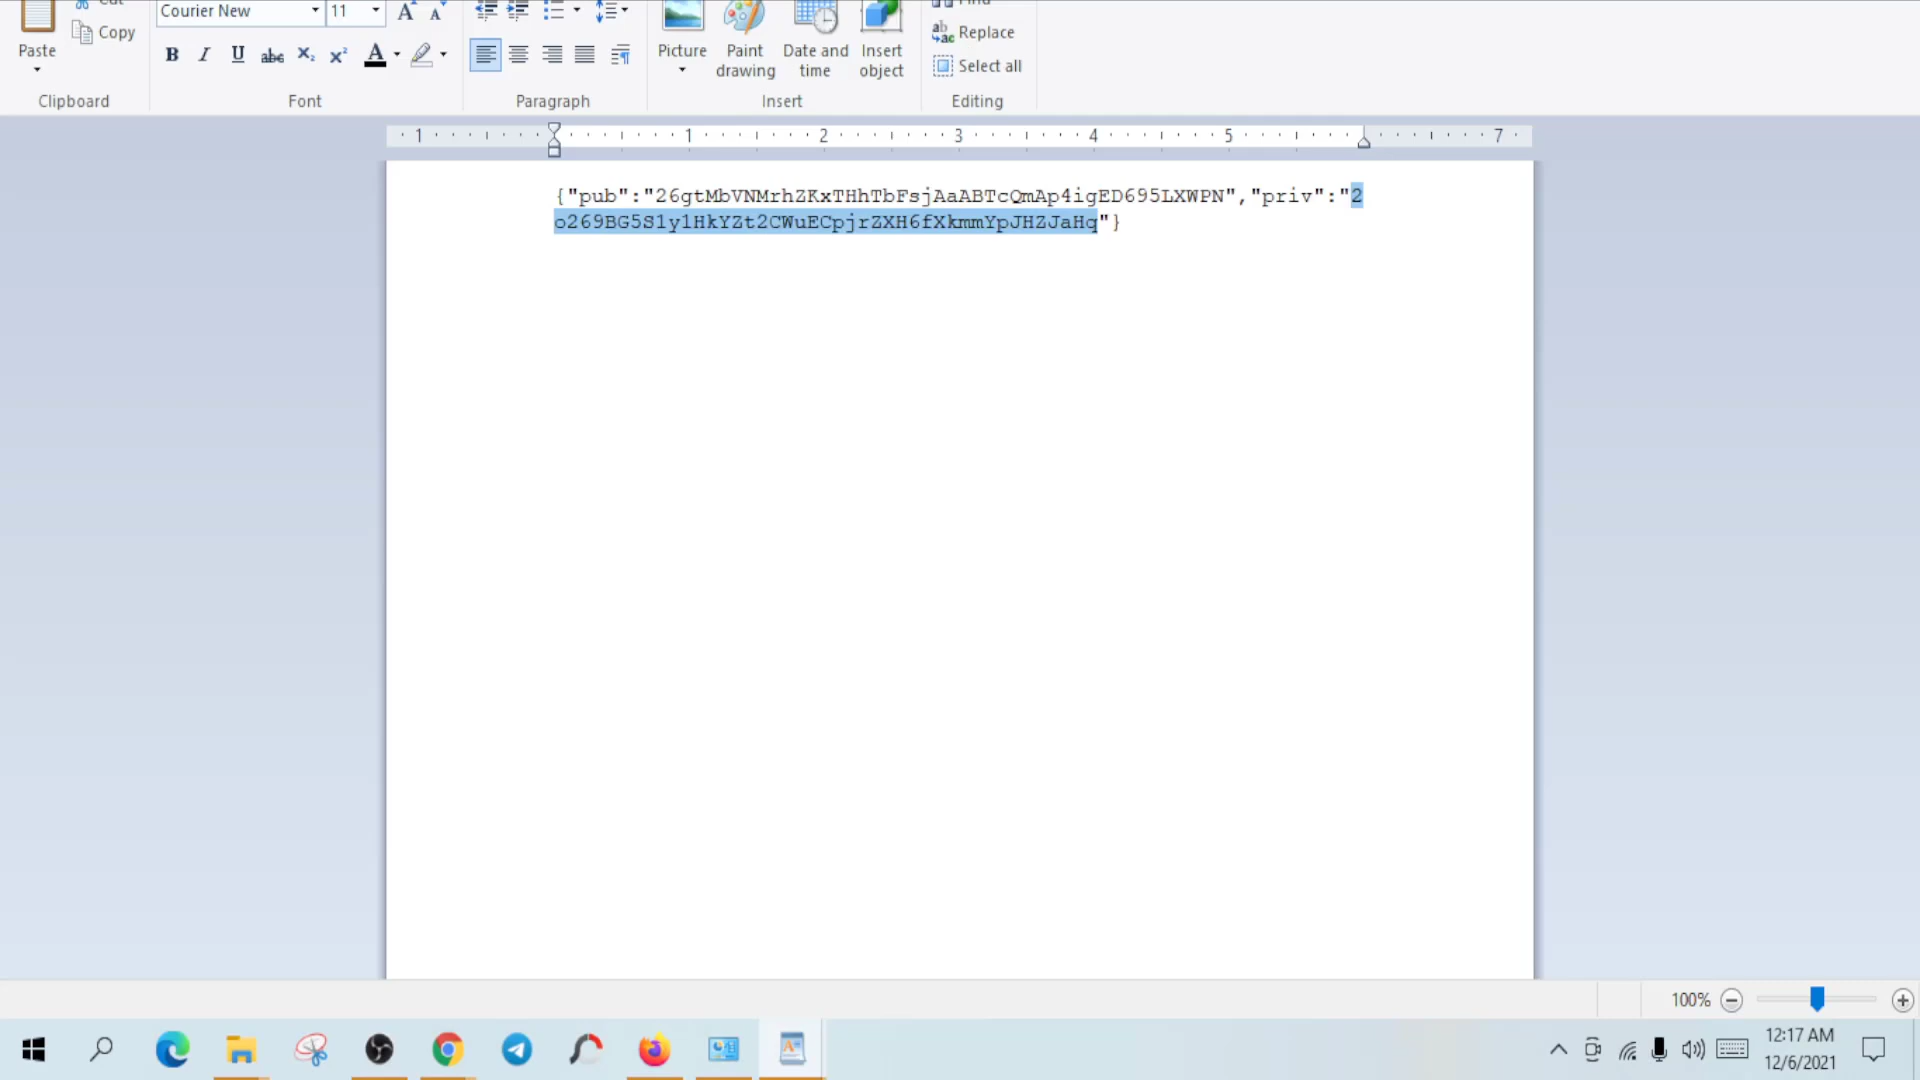 Courier New 11
Paste Copy
Picture Paint drawing Date and time Insert object
Replace
Select all
Clipboard Font Paragraph Insert Editing
1 1 2 3 4 5 7
{"pub":"26gtMbVNMrhZKxTHhTbFsjAaABTcQmAp4igED695LXWPN","priv":"2
o269BG5S1y1HkYZt2CWuECpjrZXH6fXkmmYpJHZJaHq"}
100%
12:17 AM
12/6/2021